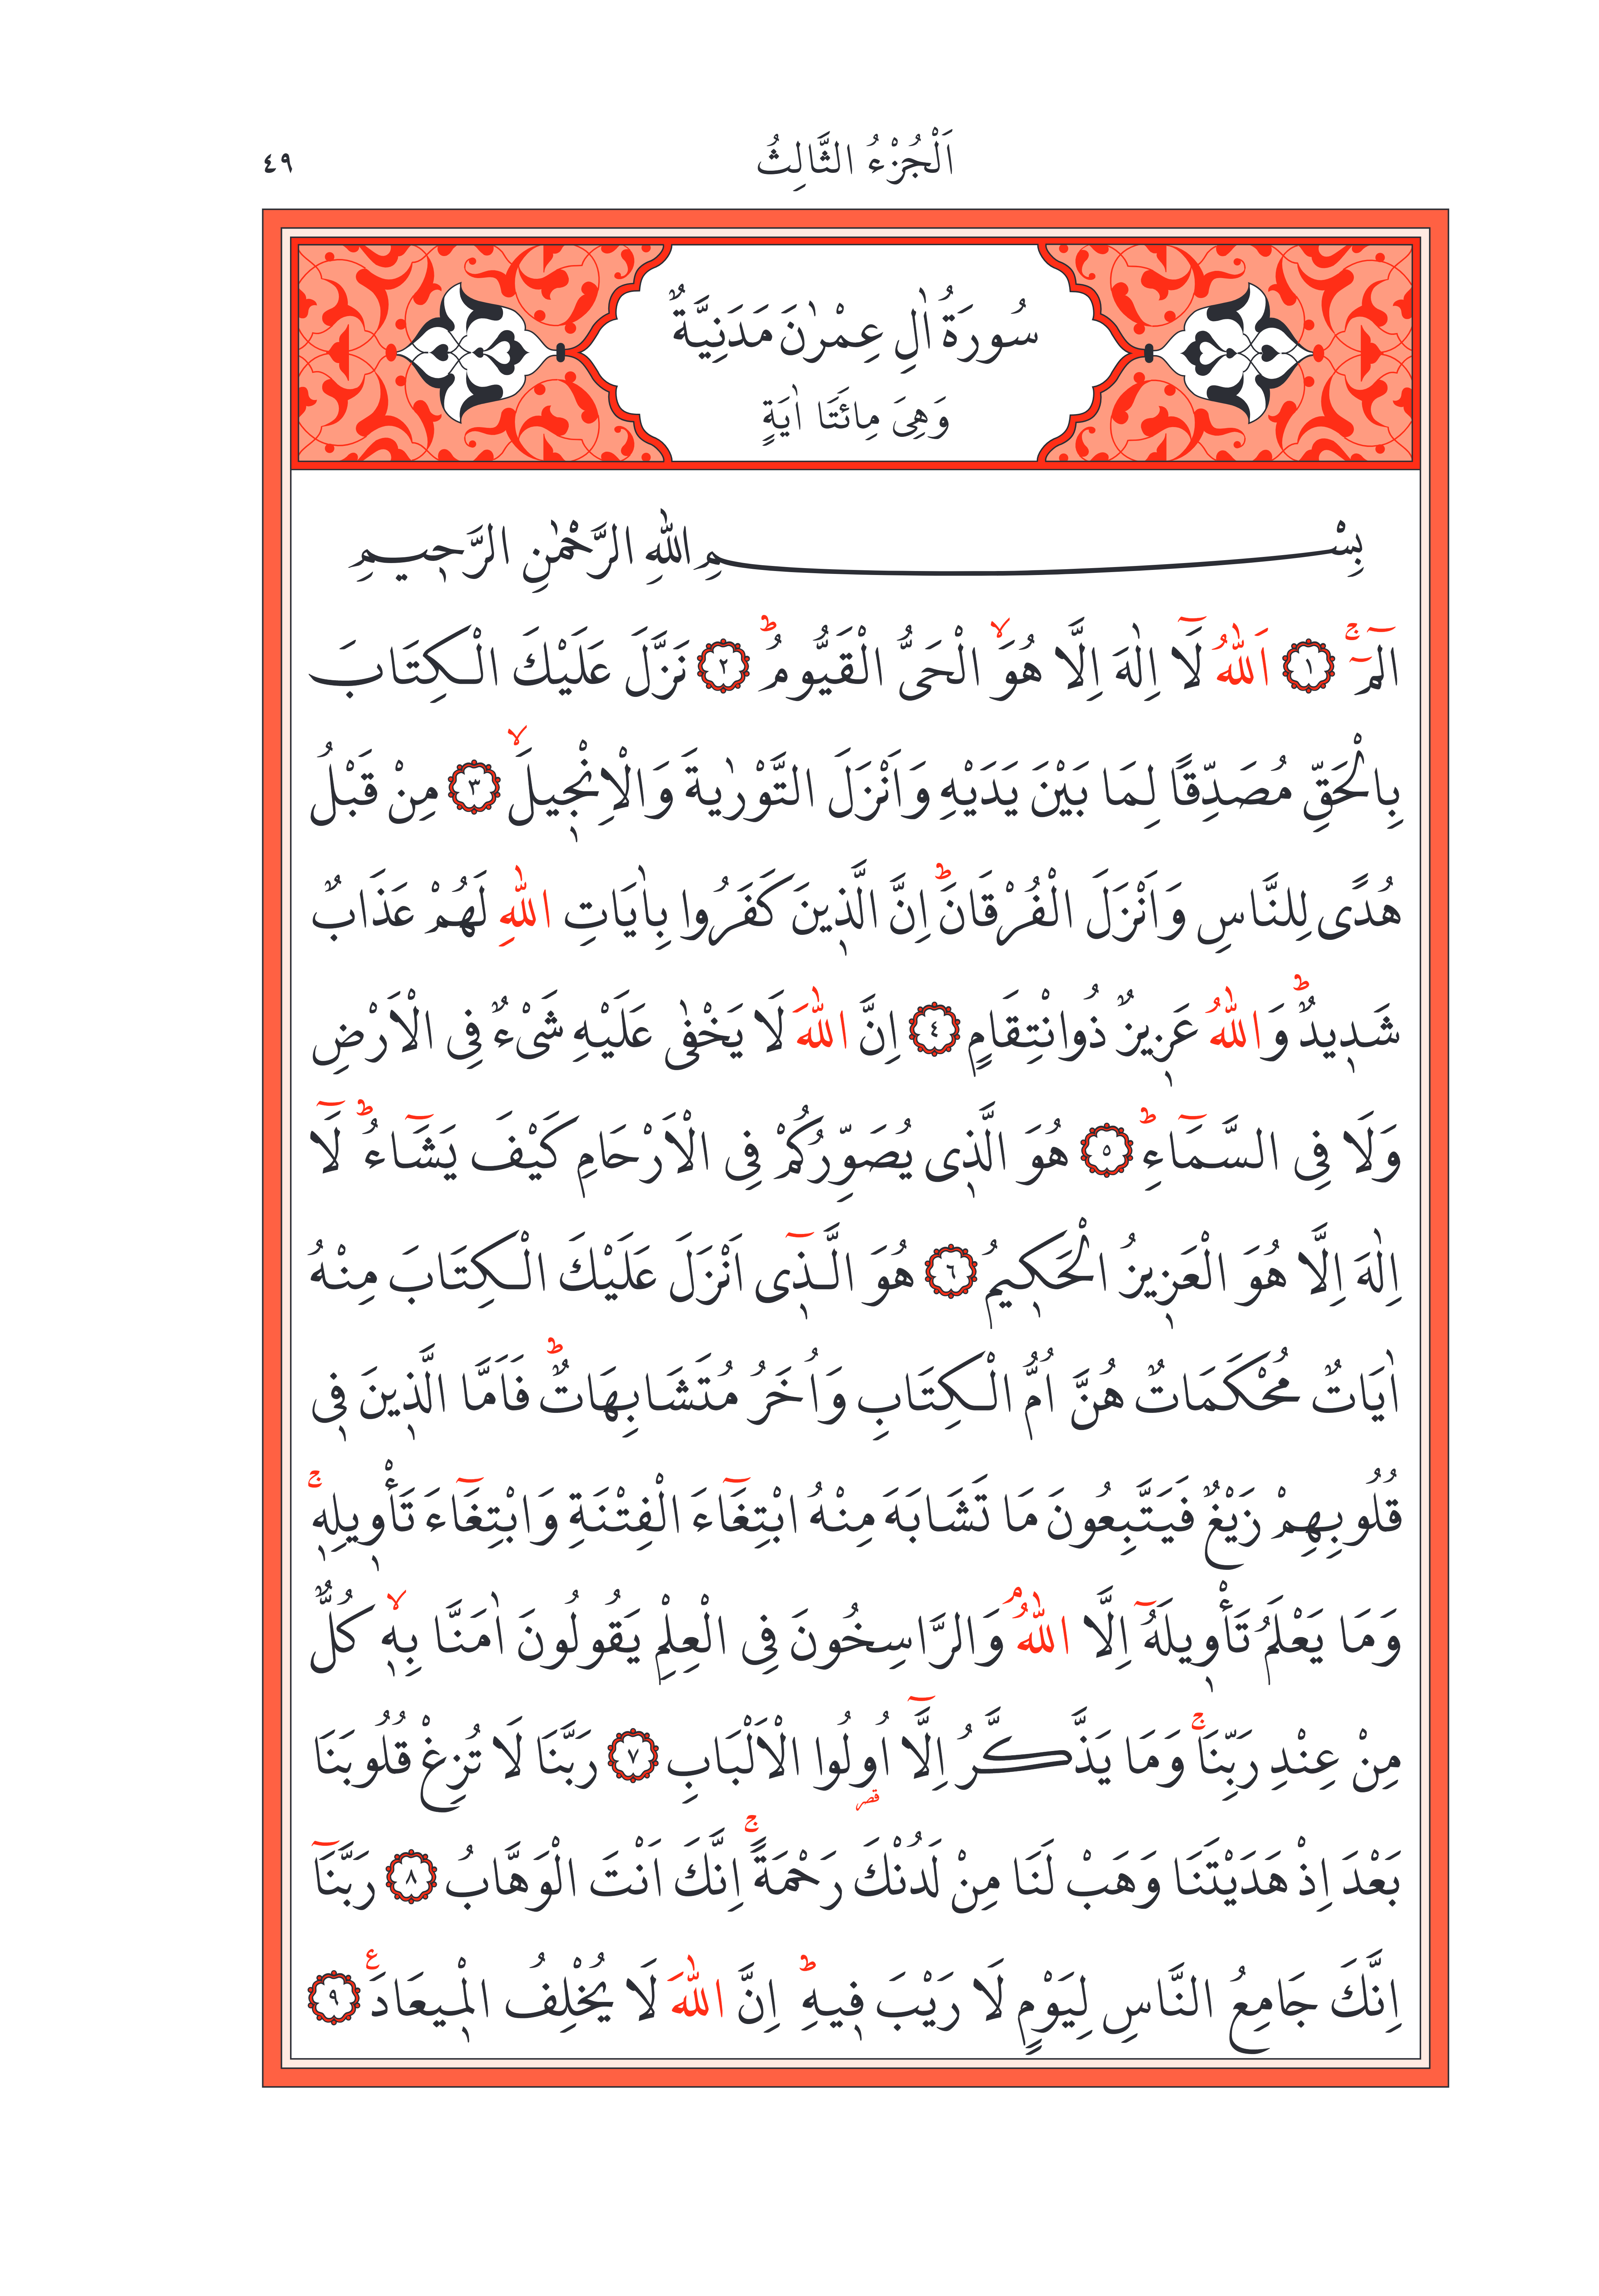 اَلْجُزْءُ الثَّالِثُ ٤٩
سُورَةُ اٰلِ عِمْرٰنَ مَدَنِيَّةٌ
وَهِيَ مِائَتَا اٰيَةٍ
بِسْمِ اللّٰهِ الرَّحْمٰنِ الرَّح۪يمِ
الٓمٓۚ ﴿١﴾ اَللّٰهُ لَٓا اِلٰهَ اِلَّا هُوَۙ الْحَيُّ الْقَيُّومُۜ ﴿٢﴾ نَزَّلَ عَلَيْكَ الْكِتَابَ
بِالْحَقِّ مُصَدِّقًا لِمَا بَيْنَ يَدَيْهِ وَاَنْزَلَ التَّوْرٰيةَ وَالْاِنْج۪يلَۙ ﴿٣﴾ مِنْ قَبْلُ
هُدًى لِلنَّاسِ وَاَنْزَلَ الْفُرْقَانَۜ اِنَّ الَّذ۪ينَ كَفَرُوا بِاٰيَاتِ اللّٰهِ لَهُمْ عَذَابٌ
شَد۪يدٌۜ وَاللّٰهُ عَز۪يزٌ ذُوانْتِقَامٍ ﴿٤﴾ اِنَّ اللّٰهَ لَا يَخْفٰى عَلَيْهِ شَيْءٌ فِي الْاَرْضِ
وَلَا فِي السَّمَٓاءِۜ ﴿٥﴾ هُوَ الَّذ۪ي يُصَوِّرُكُمْ فِي الْاَرْحَامِ كَيْفَ يَشَٓاءُۜ لَٓا
اِلٰهَ اِلَّا هُوَ الْعَز۪يزُ الْحَك۪يمُ ﴿٦﴾ هُوَ الَّذ۪ٓي اَنْزَلَ عَلَيْكَ الْكِتَابَ مِنْهُ
اٰيَاتٌ مُحْكَمَاتٌ هُنَّ اُمُّ الْكِتَابِ وَاُخَرُ مُتَشَابِهَاتٌۜ فَاَمَّا الَّذ۪ينَ ف۪ي
قُلُوبِهِمْ زَيْغٌ فَيَتَّبِعُونَ مَا تَشَابَهَ مِنْهُ ابْتِغَٓاءَ الْفِتْنَةِ وَابْتِغَٓاءَ تَأْو۪يلِه۪ۚ
وَمَا يَعْلَمُ تَأْو۪يلَهُٓ اِلَّا اللّٰهُۢ وَالرَّاسِخُونَ فِي الْعِلْمِ يَقُولُونَ اٰمَنَّا بِه۪ۙ كُلٌّ
مِنْ عِنْدِ رَبِّنَاۚ وَمَا يَذَّكَّرُ اِلَّٓا اُولُوا الْاَلْبَابِ ﴿٧﴾ رَبَّنَا لَا تُزِغْ قُلُوبَنَا
قصر
بَعْدَ اِذْ هَدَيْتَنَا وَهَبْ لَنَا مِنْ لَدُنْكَ رَحْمَةًۚ اِنَّكَ اَنْتَ الْوَهَّابُ ﴿٨﴾ رَبَّنَٓا
اِنَّكَ جَامِعُ النَّاسِ لِيَوْمٍ لَا رَيْبَ ف۪يهِۜ اِنَّ اللّٰهَ لَا يُخْلِفُ الْم۪يعَادَ ع ﴿٩﴾